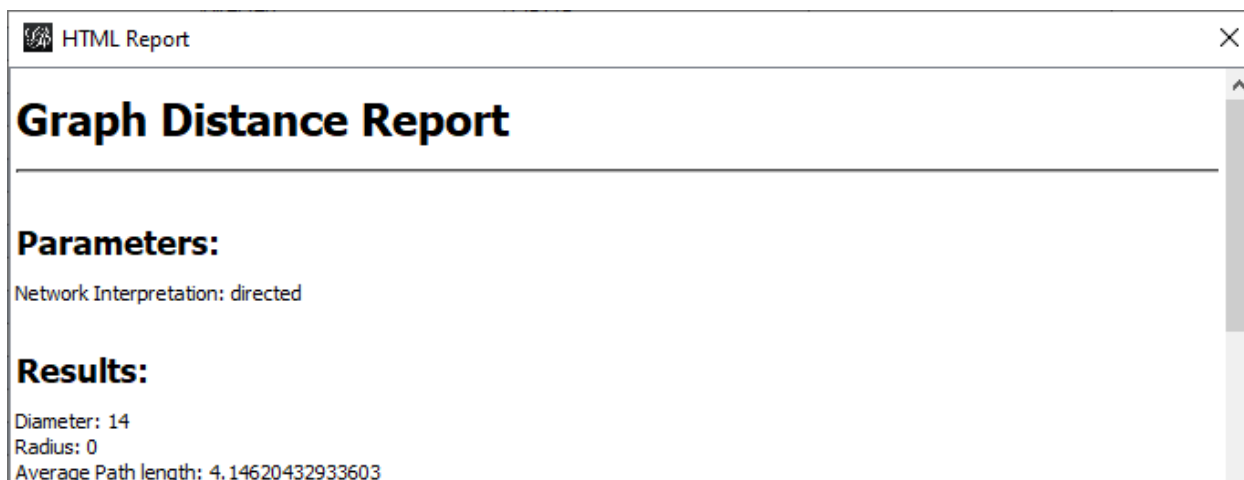 HTML Report
Graph Distance Report
Parameters:
Network Interpretation: directed
Results:
Diameter: 14
Radius: 0
Average Path length: 4.14620432933603